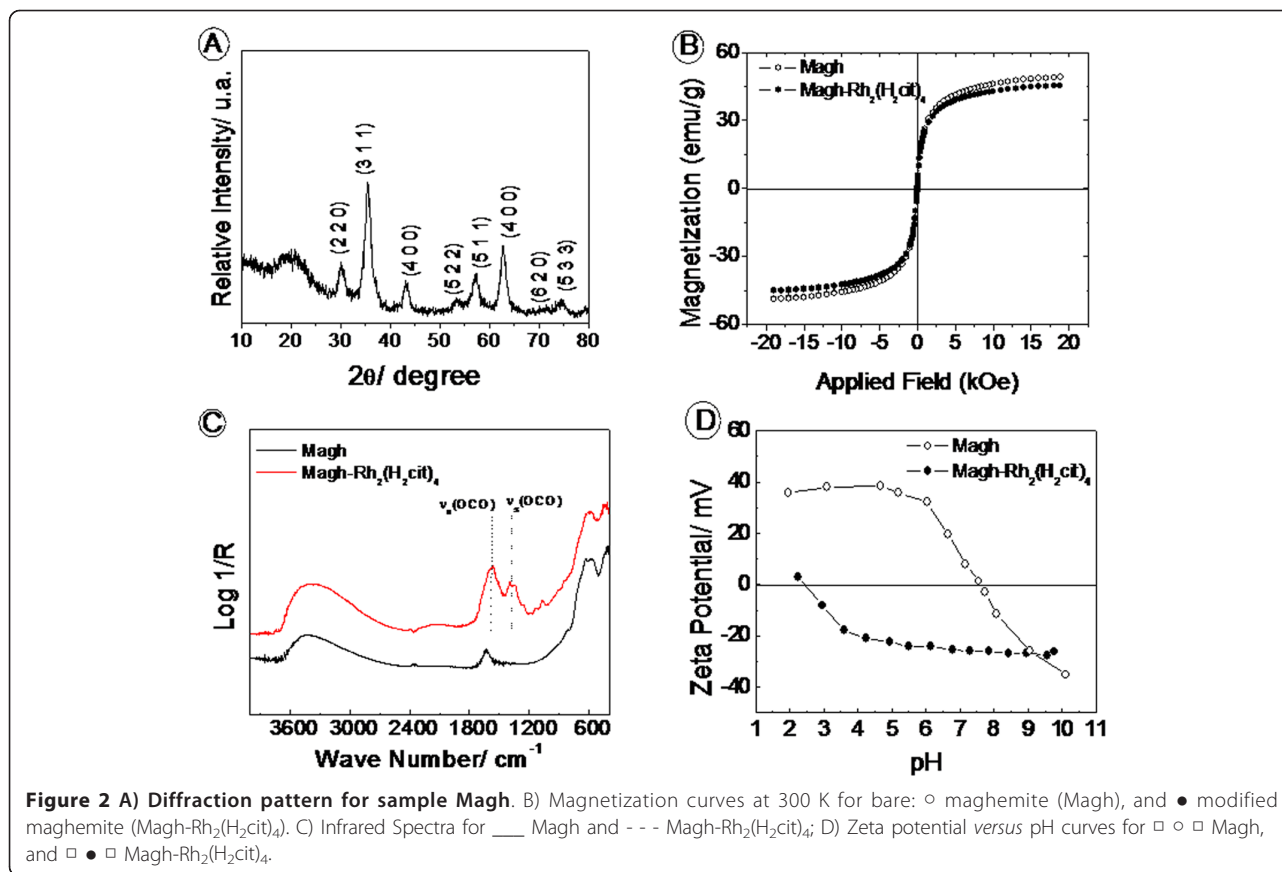 A
Relative Intensity/ u.a.
(2 2 0)
(3 1 1)
(4 0 0)
(5 2 2)
(5 1 1)
(4 0 0)
(6 2 0)
(5 3 3)
10 20 30 40 50 60 70 80
2θ/ degree
B
Magnetization (emu/g)
60
30
0
-30
-60
Magh
Magh-Rh₂(H₂cit)₄
-20 -15 -10 -5 0 5 10 15 20
Applied Field (kOe)
C
Log 1/R
Magh
Magh-Rh₂(H₂cit)₄
νₐ(OCO) νₛ(OCO)
3600 3000 2400 1800 1200 600
Wave Number/ cm⁻¹
D
Zeta Potential/ mV
60
40
20
0
-20
-40
Magh
Magh-Rh₂(H₂cit)₄
1 2 3 4 5 6 7 8 9 10 11
pH
Figure 2 A) Diffraction pattern for sample Magh. B) Magnetization curves at 300 K for bare: ○ maghemite (Magh), and ● modified
maghemite (Magh-Rh₂(H₂cit)₄). C) Infrared Spectra for ___ Magh and - - - Magh-Rh₂(H₂cit)₄; D) Zeta potential versus pH curves for □ ○ □ Magh,
and □ ● □ Magh-Rh₂(H₂cit)₄.